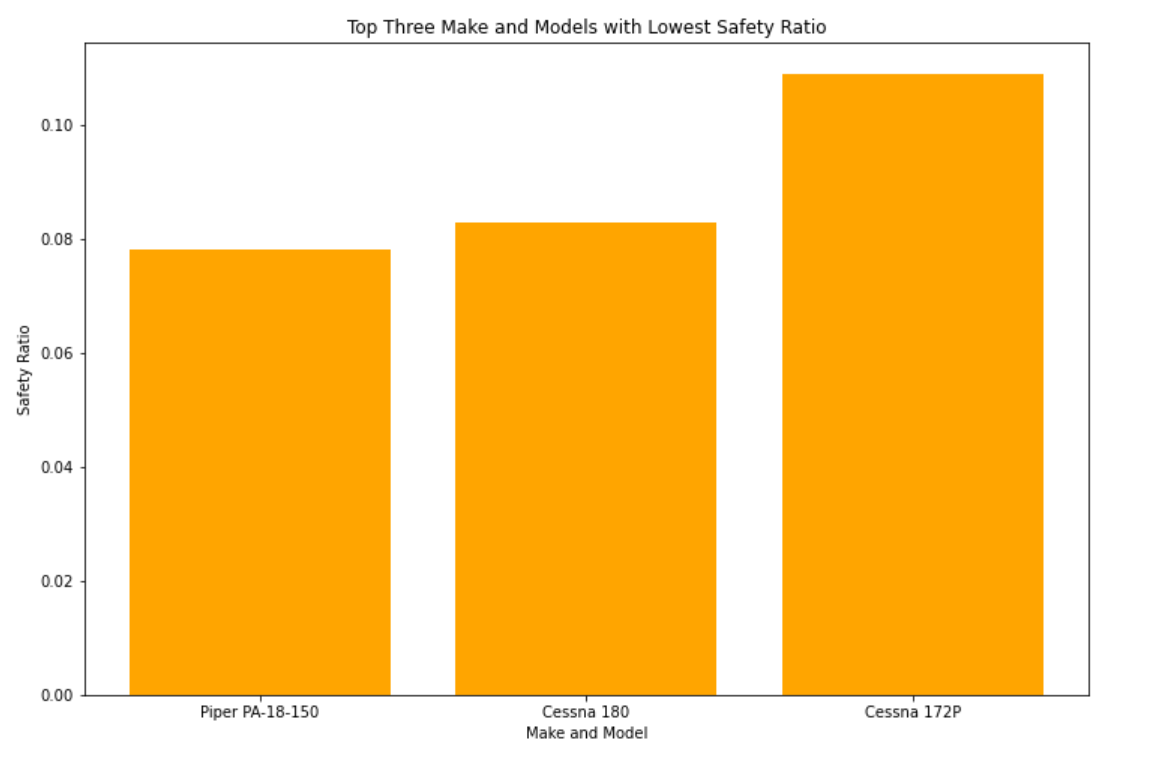 Top Three Make and Models with Lowest Safety Ratio
Safety Ratio
0.10
0.08
0.06
0.04
0.02
0.00
Piper PA-18-150
Cessna 180
Cessna 172P
Make and Model